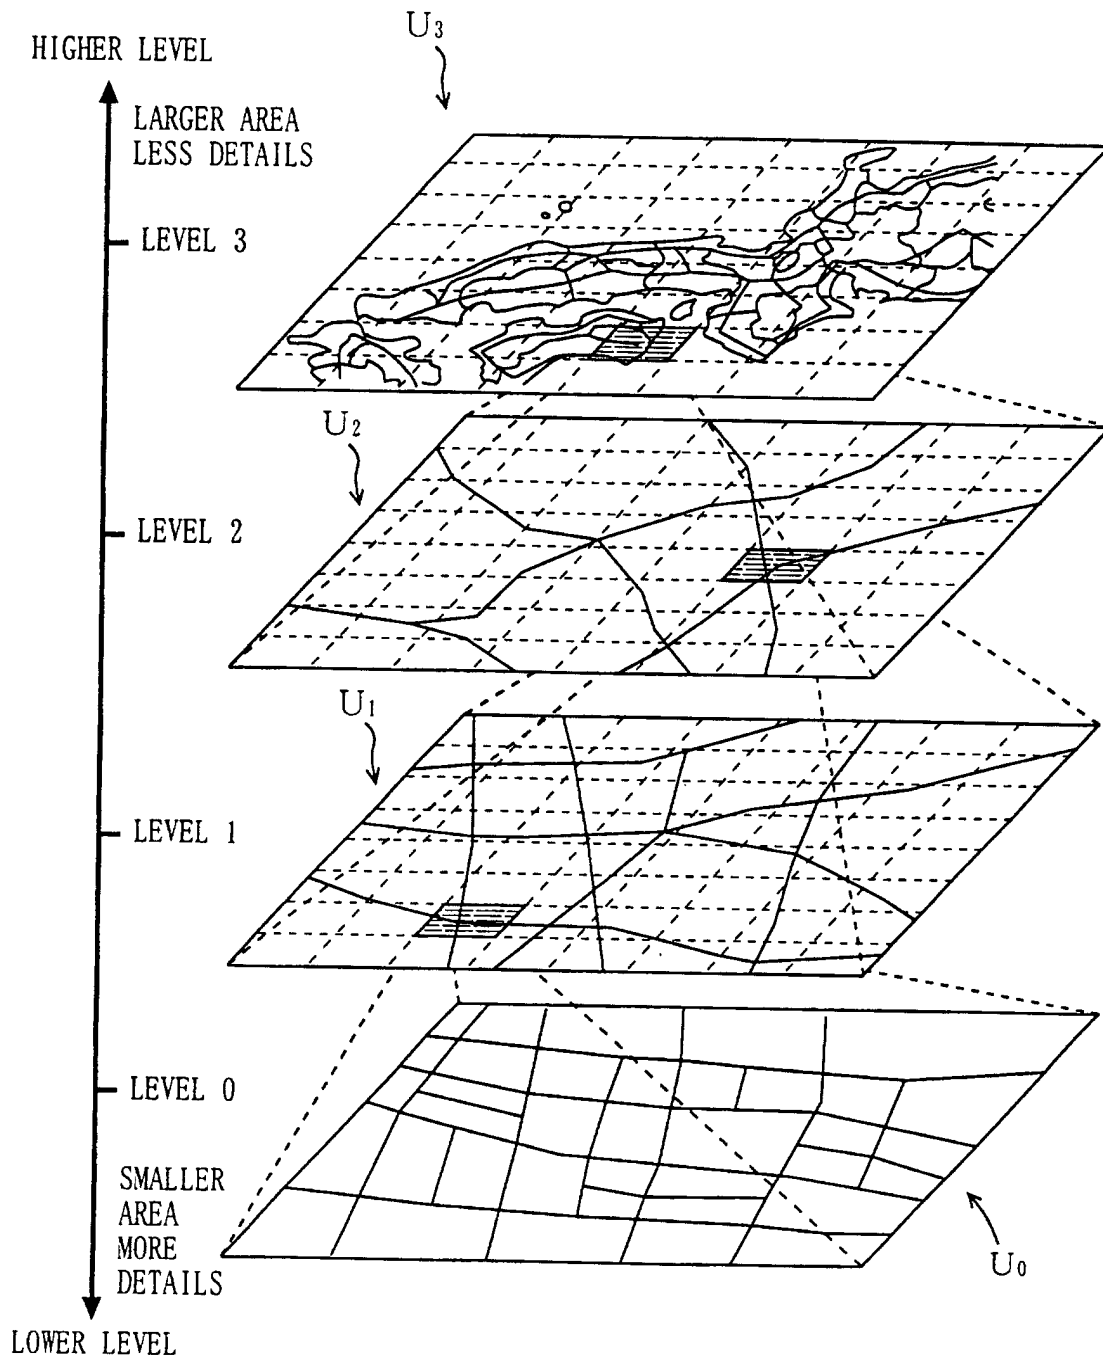 U3
HIGHER LEVEL
LARGER AREA
LESS DETAILS
LEVEL 3
U2
LEVEL 2
U1
LEVEL 1
LEVEL 0
SMALLER
AREA
MORE
DETAILS
U0
LOWER LEVEL